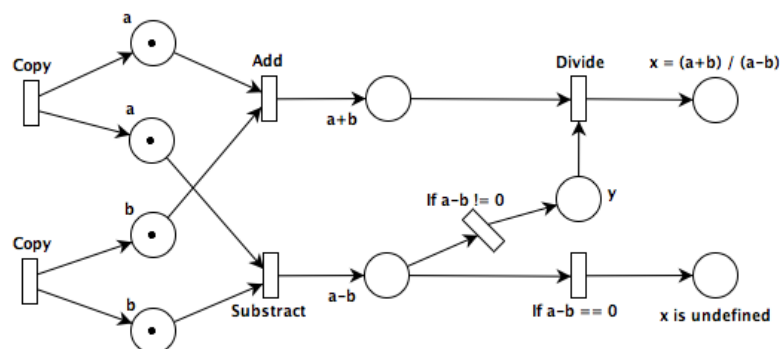 a
Copy
Add
Divide
x = (a+b) / (a-b)
a
a+b
b
If a-b != 0
y
Copy
b
a-b
Substract
If a-b == 0
x is undefined